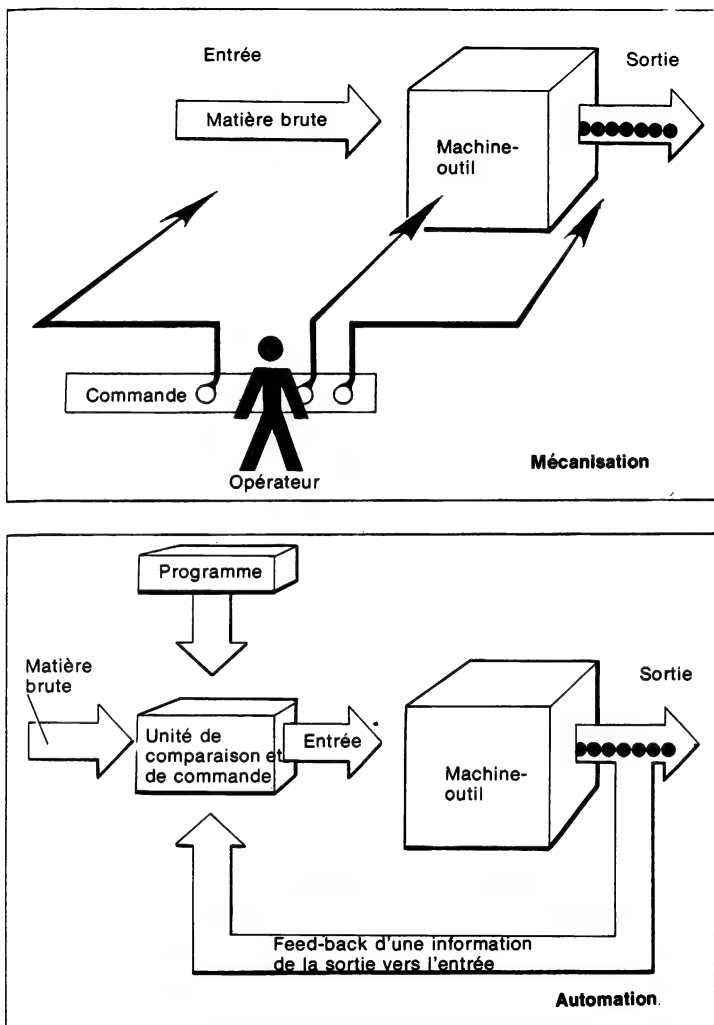 Entrée
Sortie
Matière brute
Machine-
outil
Commande
Opérateur
Mécanisation
Programme
Matière
brute
Sortie
Unité de
comparaison et
de commande
Entrée
Machine-
outil
Feed-back d'une information
de la sortie vers l'entrée
Automation.